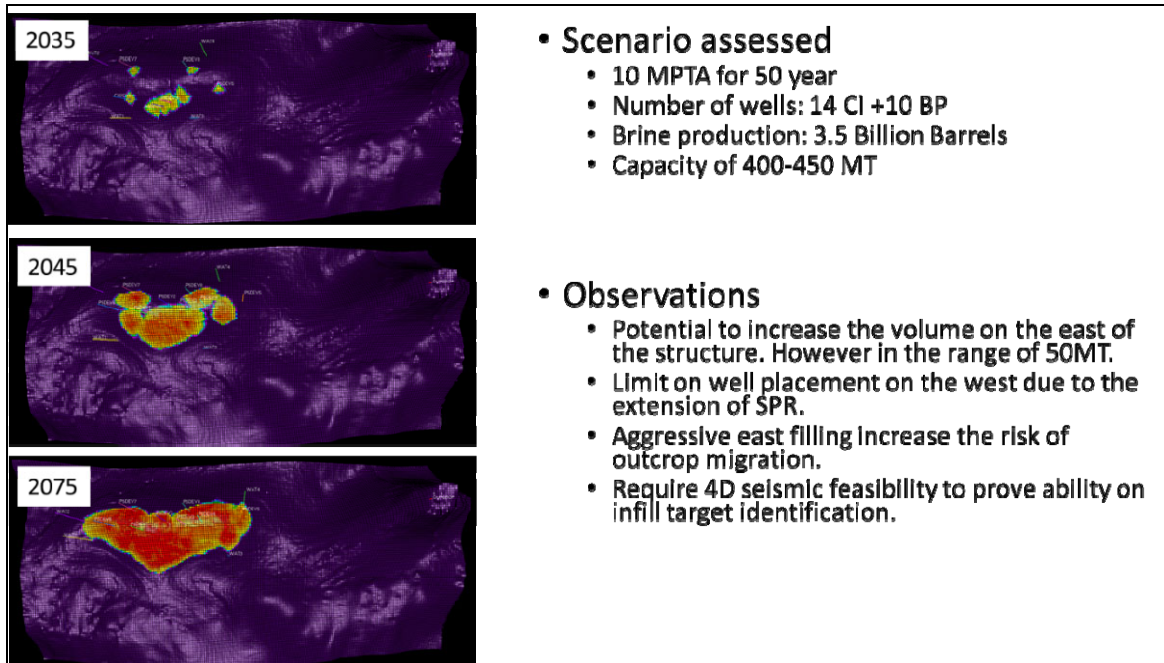 2035
• Scenario assessed
• 10 MPTA for 50 year
• Number of wells: 14 CI +10 BP
• Brine production: 3.5 Billion Barrels
• Capacity of 400-450 MT
2045
• Observations
• Potential to increase the volume on the east of
the structure. However in the range of 50MT.
• Limit on well placement on the west due to the
extension of SPR.
• Aggressive east filling increase the risk of
outcrop migration.
• Require 4D seismic feasibility to prove ability on
infill target identification.
2075